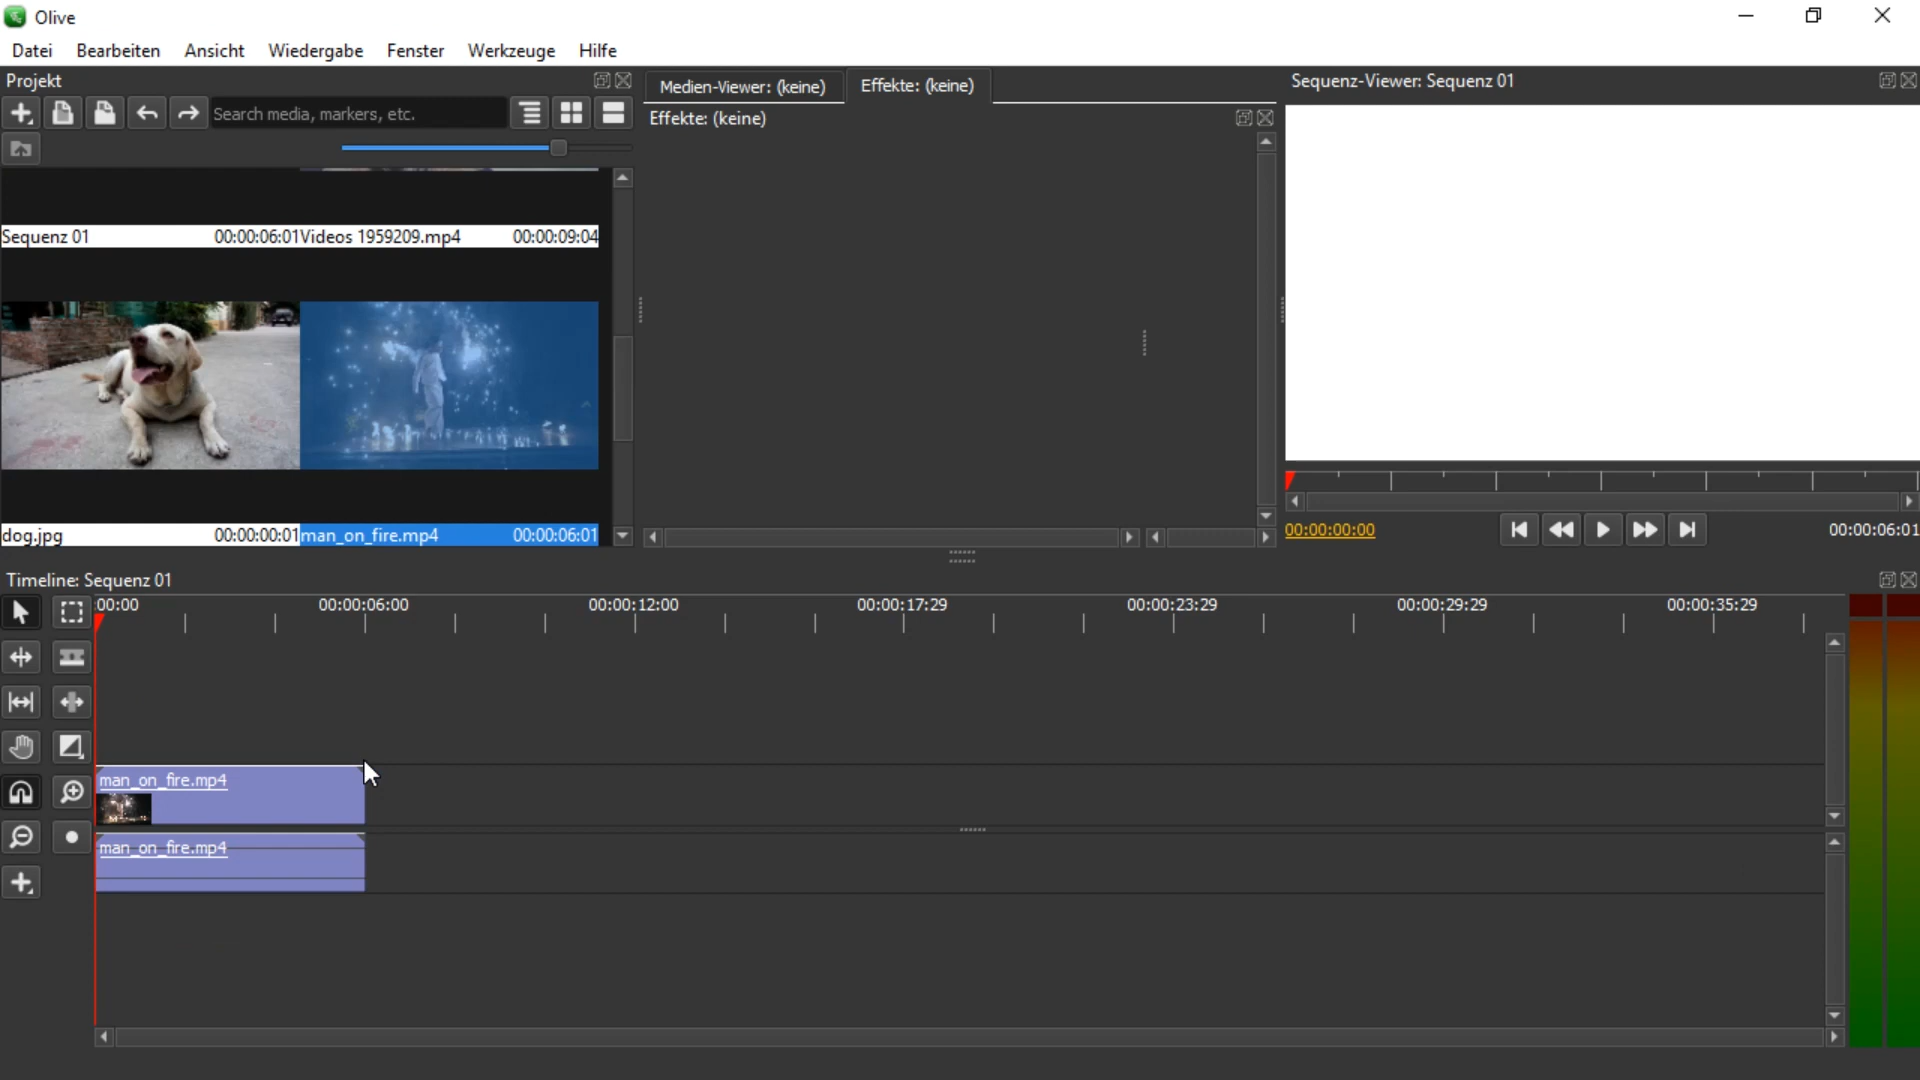 Olive
Datei Bearbeiten Ansicht Wiedergabe Fenster Werkzeuge Hilfe
Projekt
Search media, markers, etc.
Sequenz 01 00:00:06:01 Videos 1959209.mp4 00:00:09:04
dog.jpg 00:00:00:01 man_on_fire.mp4 00:00:06:01
Medien-Viewer: (keine) Effekte: (keine)
Effekte: (keine)
Sequenz-Viewer: Sequenz 01
00:00:00:00 00:00:06:01
Timeline: Sequenz 01
:00:00 00:00:06:00 00:00:12:00 00:00:17:29 00:00:23:29 00:00:29:29 00:00:35:29
man_on_fire.mp4
man_on_fire.mp4